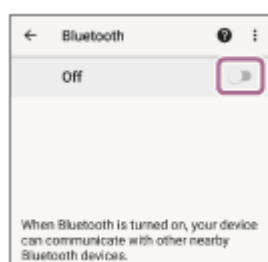 Bluetooth
Off
When Bluetooth is turned on, your device
can communicate with other nearby
Bluetooth devices.